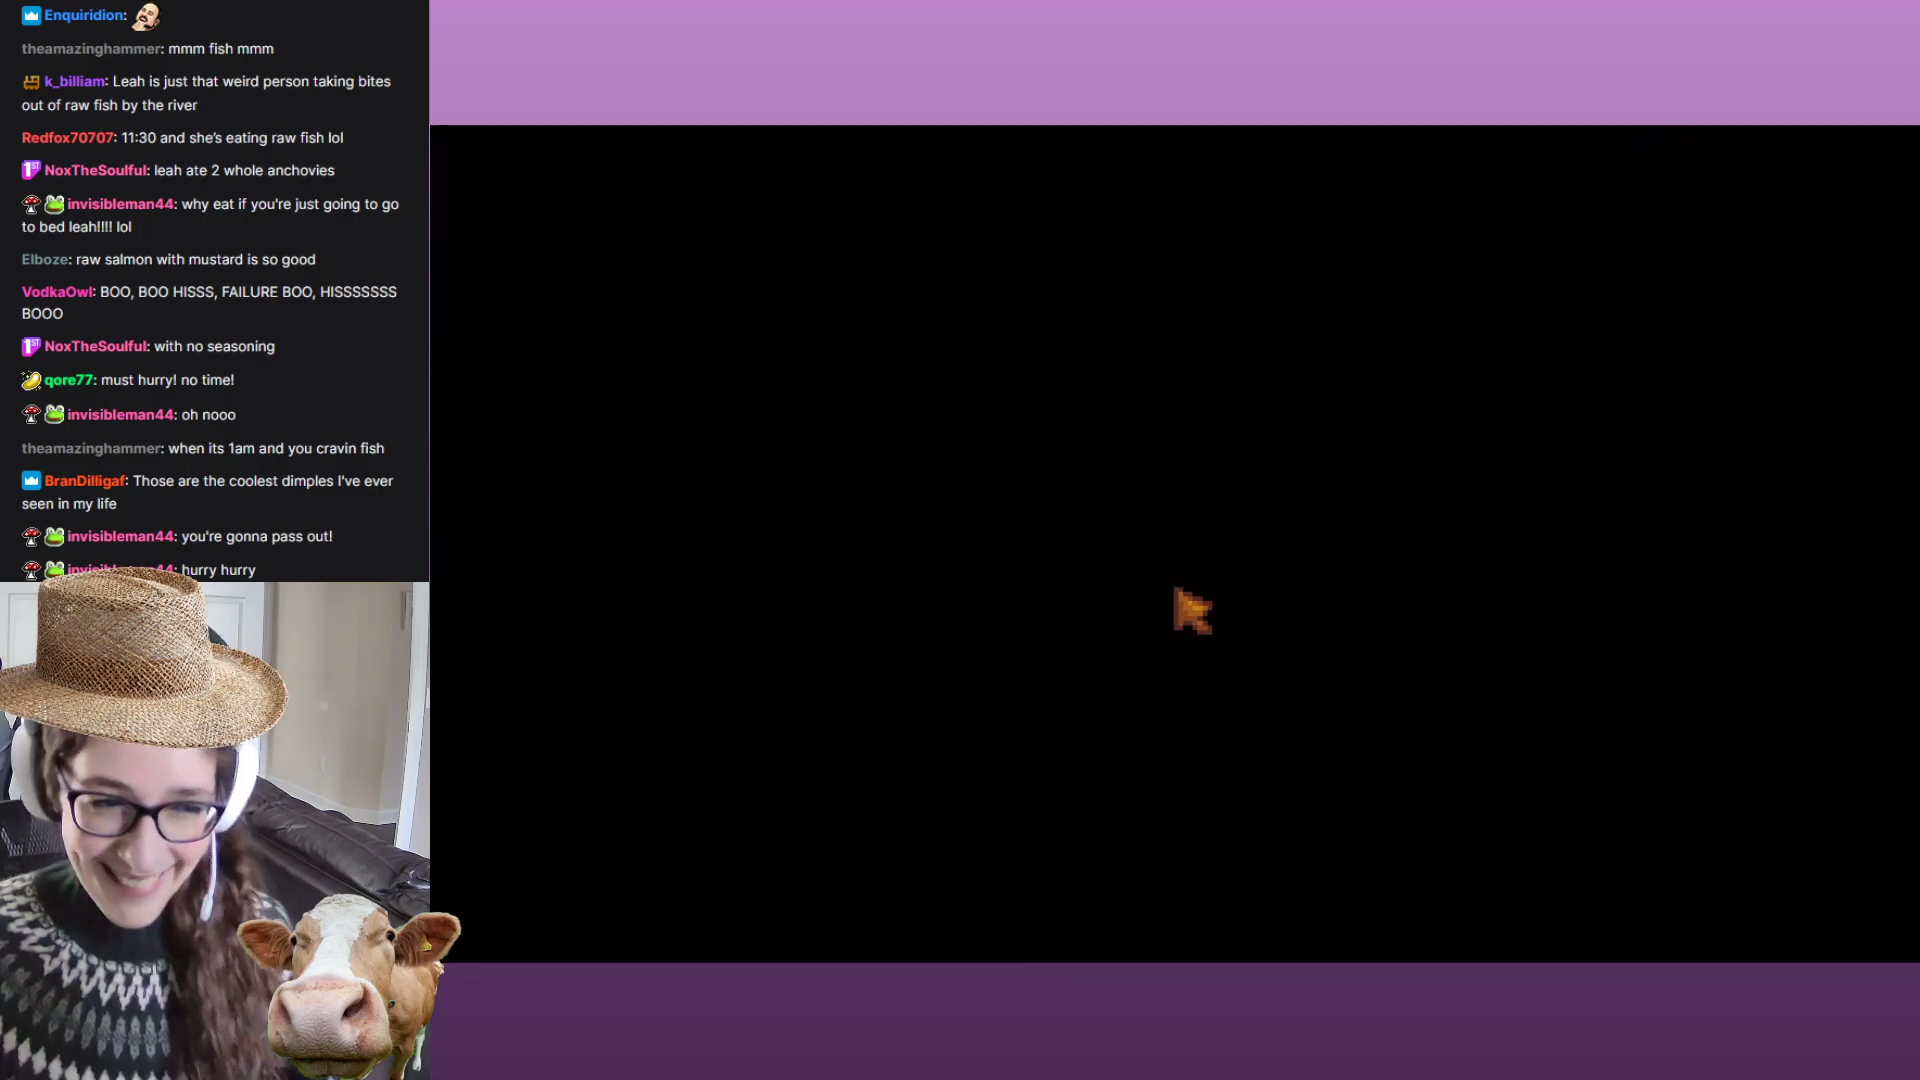 Enquiridion:
theamazinghammer: mmm fish mmm
k_billiam: Leah is just that weird person taking bites
out of raw fish by the river
Redfox70707: 11:30 and she's eating raw fish lol
NoxTheSoulful: leah ate 2 whole anchovies
invisibleman44: why eat if you're just going to go
to bed leah!!!! lol
Elboze: raw salmon with mustard is so good
VodkaOwl: BOO, BOO HISSS, FAILURE BOO, HISSSSSSS
BOOO
NoxTheSoulful: with no seasoning
qore77: must hurry! no time!
invisibleman44: oh nooo
theamazinghammer: when its 1am and you cravin fish
BranDilligaf: Those are the coolest dimples I've ever
seen in my life
invisibleman44: you're gonna pass out!
invisibleman44: hurry hurry